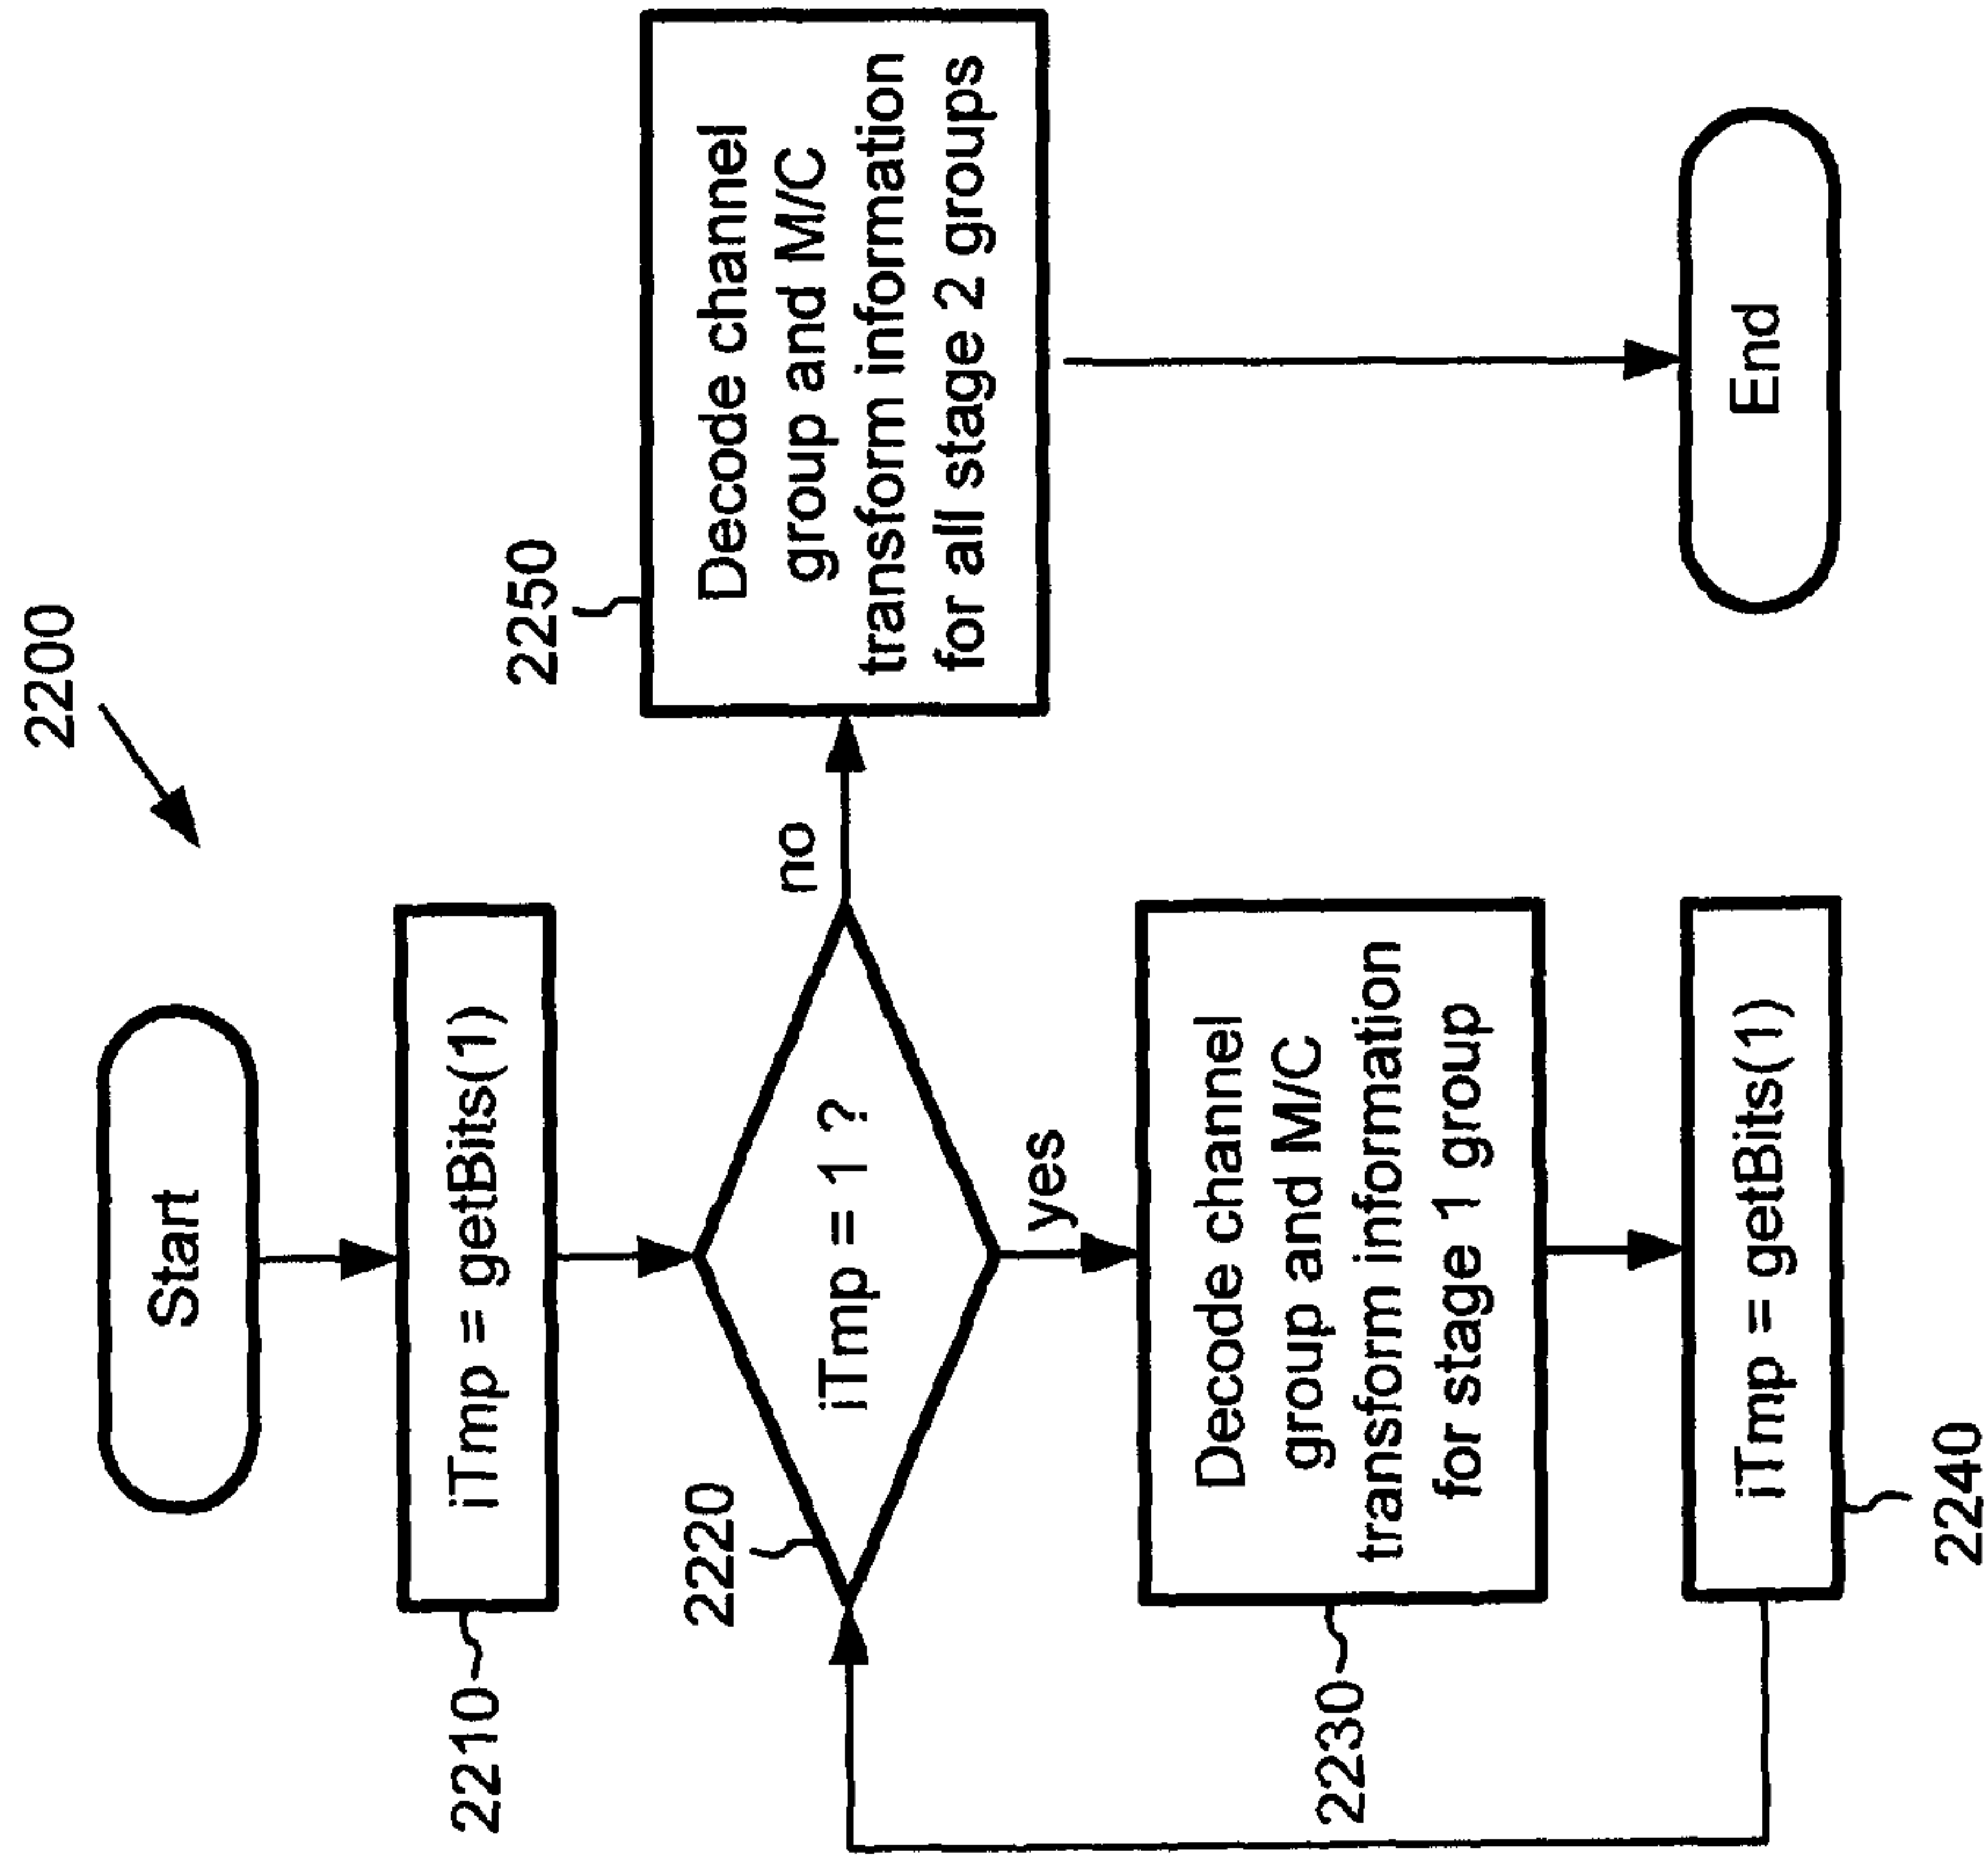 2200
Start
2210
iTmp = getBits(1)
2220
iTmp = 1 ?
no
yes
2250
Decode channel
group and M/C
transform information
for all stage 2 groups
2230
Decode channel
group and M/C
transform information
for stage 1 group
iTmp = getBits(1)
2240
End